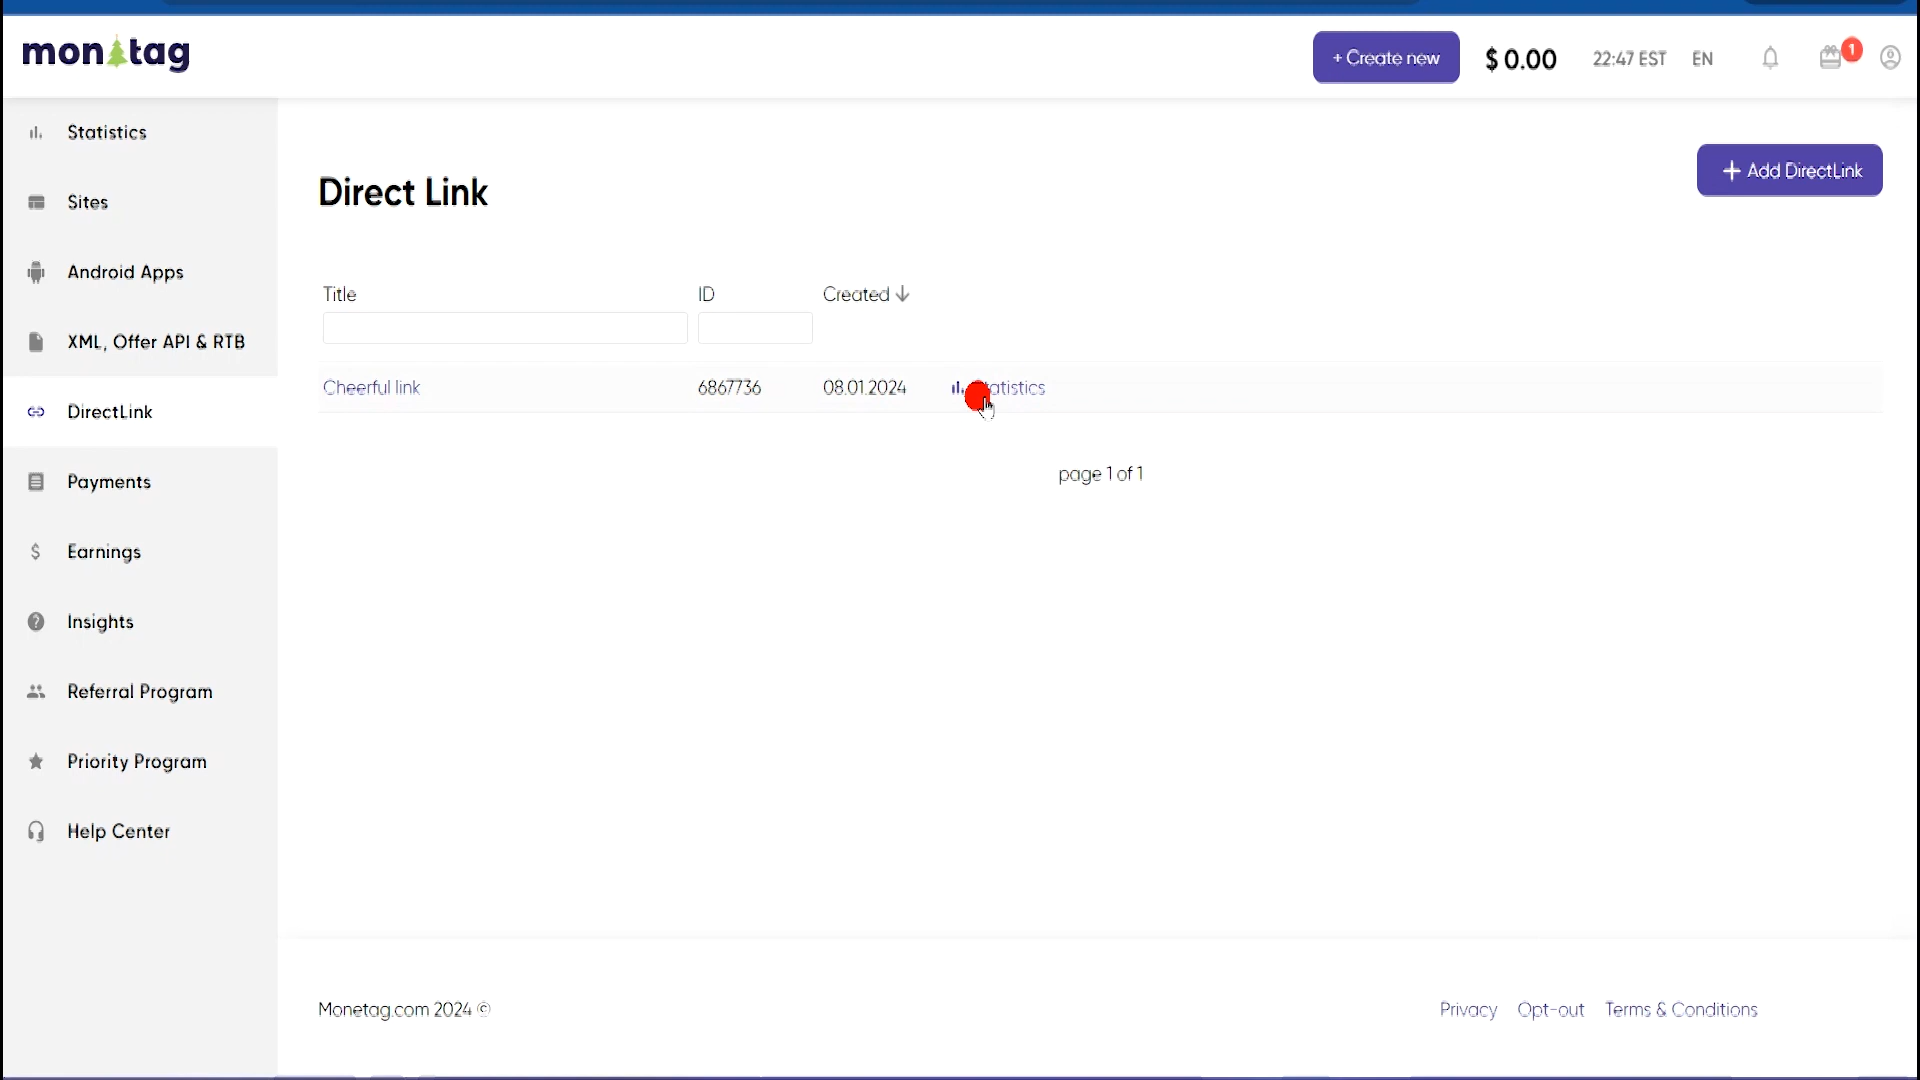 mon tag
+ Create new
$ 0.00
22:47 EST
EN
1
Statistics
Sites
Android Apps
XML, Offer API & RTB
DirectLink
Payments
Earnings
Insights
Referral Program
Priority Program
Help Center
Direct Link
+ Add DirectLink
Title
ID
Created ↓
Cheerful link
6867736
08.01.2024
page 1 of 1
Monetag.com 2024 ©
Privacy
Opt-out
Terms & Conditions